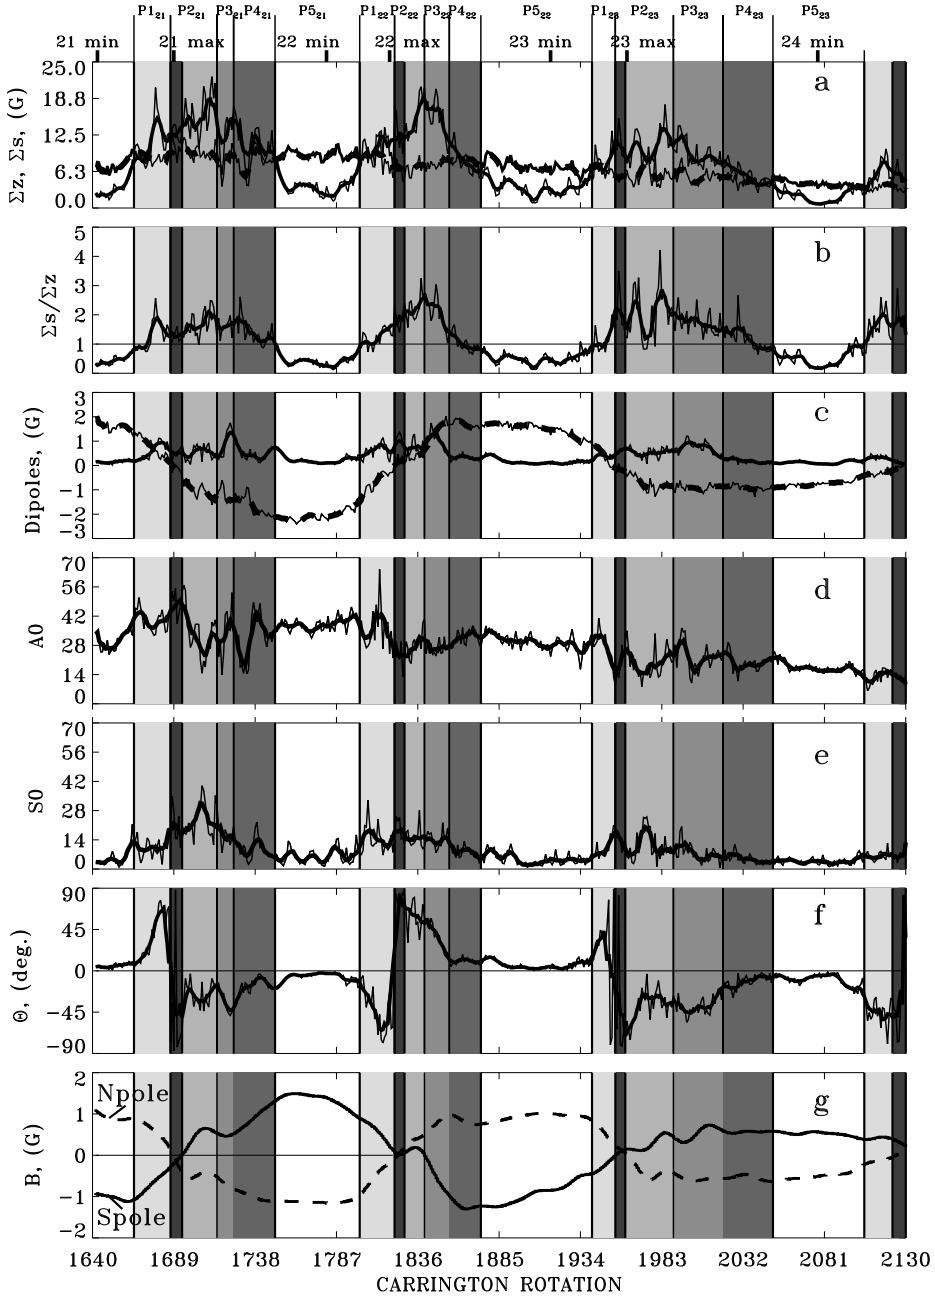 P1₂₁ P2₂₁ P3₂₁ P4₂₁ P5₂₁ P1₂₂ P2₂₂ P3₂₂ P4₂₂ P5₂₂ P1₂₃ P2₂₃ P3₂₃ P4₂₃ P5₂₃
21 min 21 max 22 min 22 max 23 min 23 max 24 min
Σz, Σs, (G)
25.0
18.8
12.5
6.3
0.0
a
Σs/Σz
5
4
3
2
1
0
b
Dipoles, (G)
3
2
1
0
−1
−2
−3
c
A0
70
56
42
28
14
0
d
S0
70
56
42
28
14
0
e
Θ, (deg.)
90
45
0
−45
−90
f
B, (G)
2
1
0
−1
−2
Npole
Spole
g
1640 1689 1738 1787 1836 1885 1934 1983 2032 2081 2130
CARRINGTON ROTATION